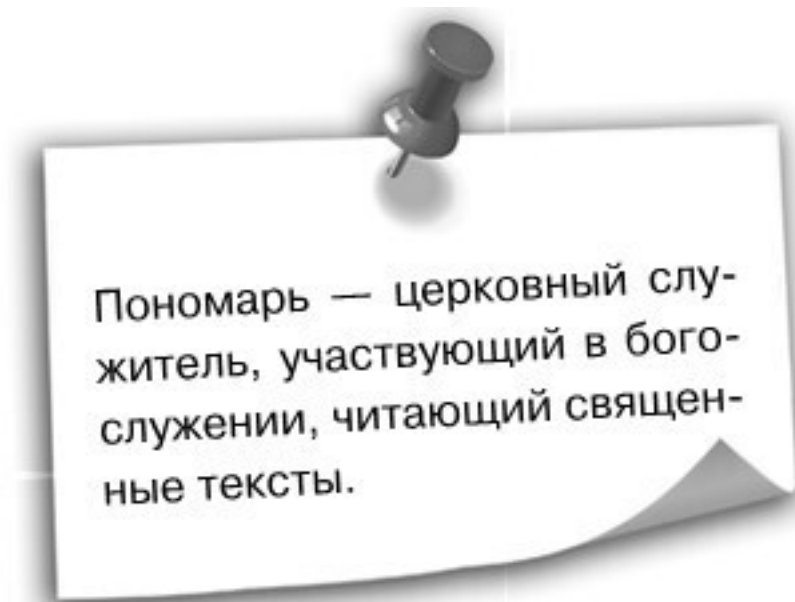 Пономарь — церковный слу-
житель, участвующий в бого-
служении, читающий священ-
ные тексты.